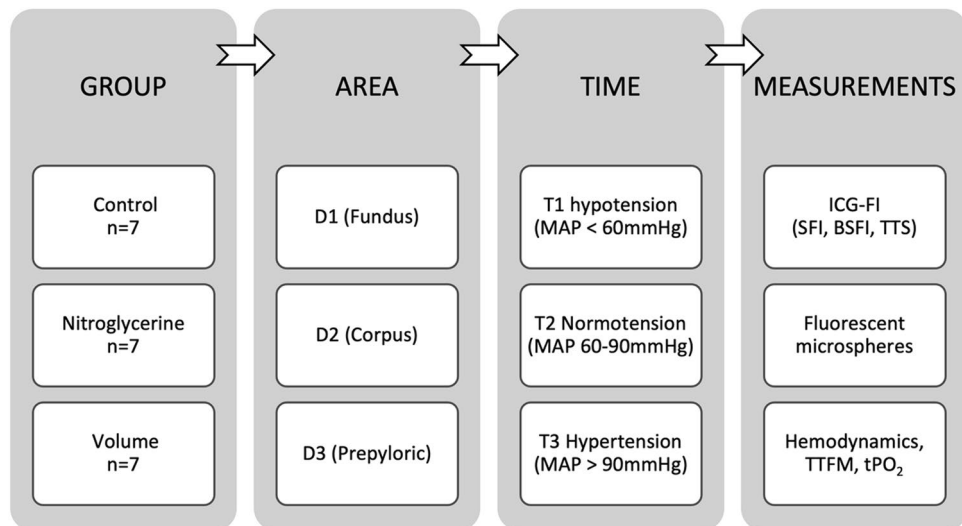 GROUP
Control
n=7
Nitroglycerine
n=7
Volume
n=7
AREA
D1 (Fundus)
D2 (Corpus)
D3 (Prepyloric)
TIME
T1 hypotension
(MAP < 60mmHg)
T2 Normotension
(MAP 60-90mmHg)
T3 Hypertension
(MAP > 90mmHg)
MEASUREMENTS
ICG-FI
(SFI, BSFI, TTS)
Fluorescent
microspheres
Hemodynamics,
TTFM, tPO₂